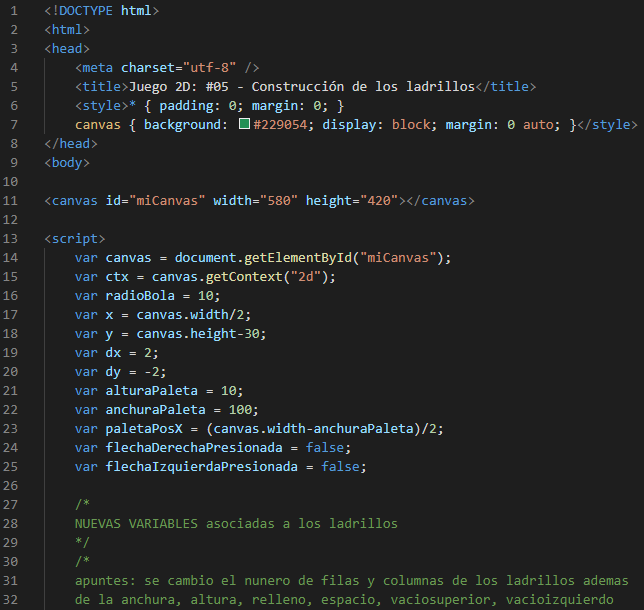 1 <!DOCTYPE html>
2 <html>
3 <head>
4 <meta charset="utf-8" />
5 <title>Juego 2D: #05 - Construcción de los ladrillos</title>
6 <style>* { padding: 0; margin: 0; }
7 canvas { background: #229054; display: block; margin: 0 auto; }</style>
8 </head>
9 <body>
10
11 <canvas id="miCanvas" width="580" height="420"></canvas>
12
13 <script>
14 var canvas = document.getElementById("miCanvas");
15 var ctx = canvas.getContext("2d");
16 var radioBola = 10;
17 var x = canvas.width/2;
18 var y = canvas.height-30;
19 var dx = 2;
20 var dy = -2;
21 var alturaPaleta = 10;
22 var anchuraPaleta = 100;
23 var paletaPosX = (canvas.width-anchuraPaleta)/2;
24 var flechaDerechaPresionada = false;
25 var flechaIzquierdaPresionada = false;
26
27 /*
28 NUEVAS VARIABLES asociadas a los ladrillos
29 */
30 /*
31 apuntes: se cambio el nunero de filas y columnas de los ladrillos ademas
32 de la anchura, altura, relleno, espacio, vaciosuperior, vacioizquierdo